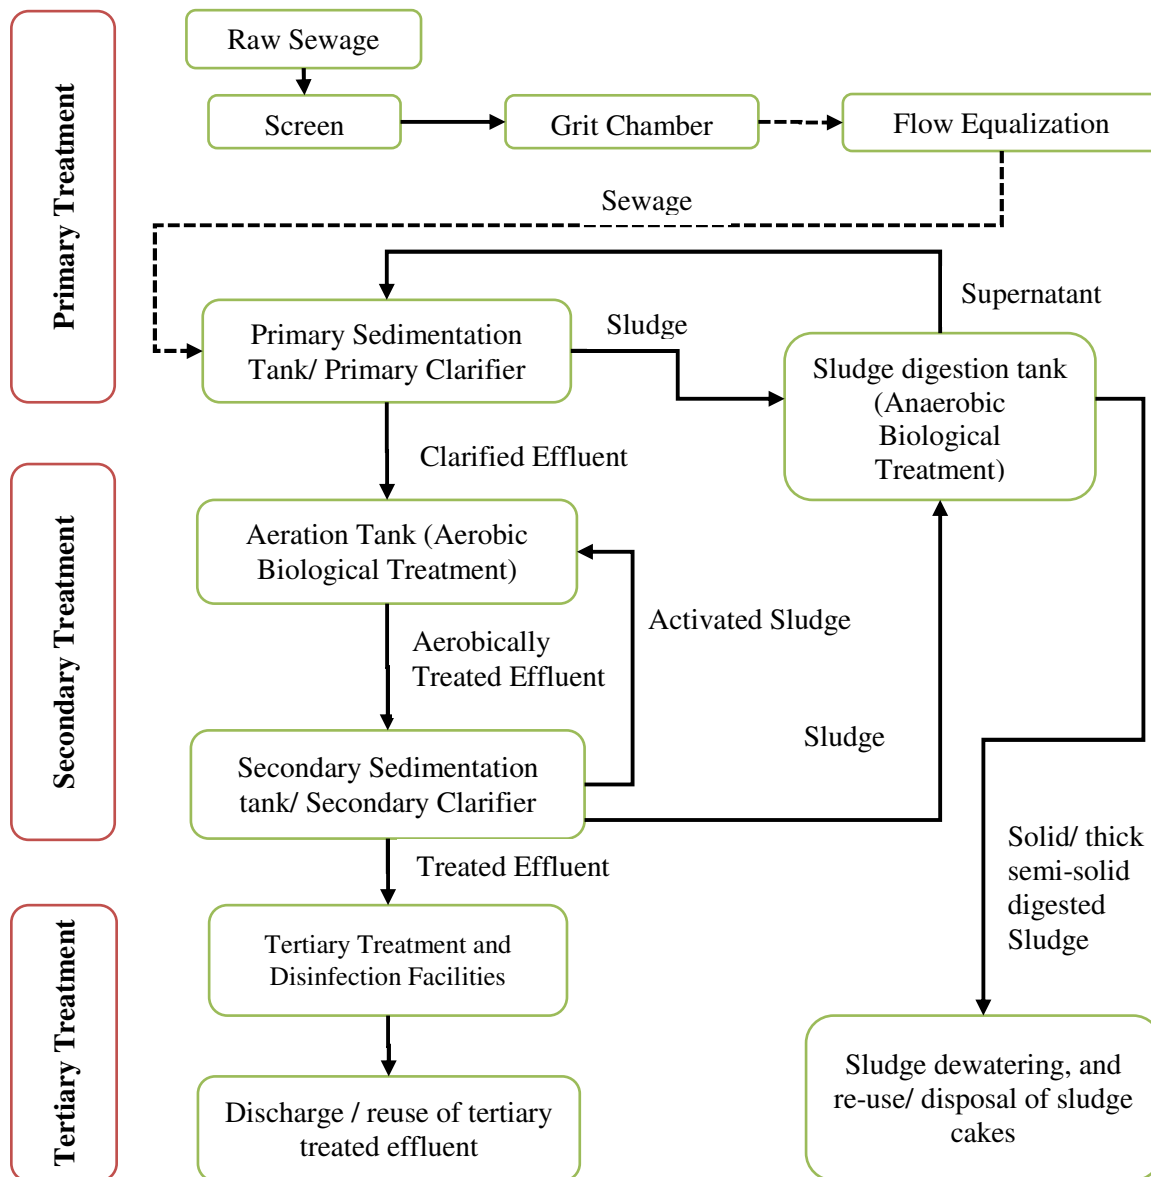 Primary Treatment
Raw Sewage
Screen
Grit Chamber
Flow Equalization
Sewage
Supernatant
Primary Sedimentation
Tank/ Primary Clarifier
Sludge
Sludge digestion tank
(Anaerobic
Biological
Treatment)
Clarified Effluent
Secondary Treatment
Aeration Tank (Aerobic
Biological Treatment)
Activated Sludge
Aerobically
Treated Effluent
Sludge
Secondary Sedimentation
tank/ Secondary Clarifier
Treated Effluent
Solid/ thick
semi-solid
digested
Sludge
Tertiary Treatment
Tertiary Treatment and
Disinfection Facilities
Discharge / reuse of tertiary
treated effluent
Sludge dewatering, and
re-use/ disposal of sludge
cakes